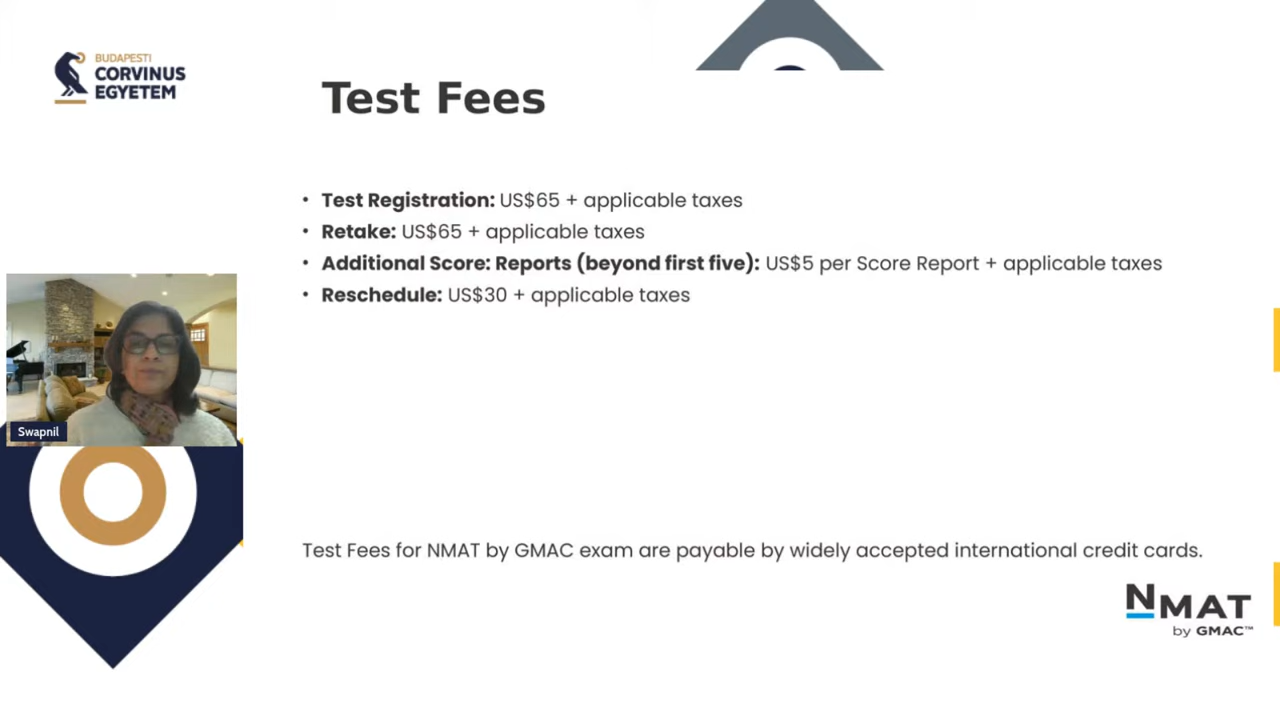 BUDAPESTI
CORVINUS
EGYETEM
Test Fees
• Test Registration: US$65 + applicable taxes
• Retake: US$65 + applicable taxes
• Additional Score: Reports (beyond first five): US$5 per Score Report + applicable taxes
• Reschedule: US$30 + applicable taxes
Swapnil
Test Fees for NMAT by GMAC exam are payable by widely accepted international credit cards.
NMAT
by GMAC™